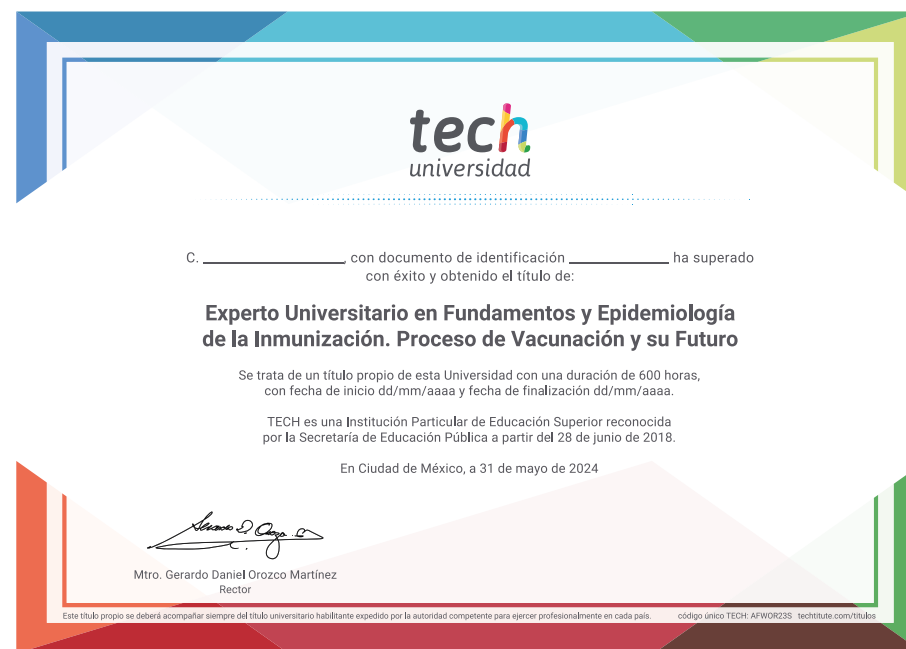 tech
universidad
C. ____________, con documento de identificación ____________ ha superado
con éxito y obtenido el título de:
Experto Universitario en Fundamentos y Epidemiología
de la Inmunización. Proceso de Vacunación y su Futuro
Se trata de un título propio de esta Universidad con una duración de 600 horas,
con fecha de inicio dd/mm/aaaa y fecha de finalización dd/mm/aaaa.
TECH es una Institución Particular de Educación Superior reconocida
por la Secretaría de Educación Pública a partir del 28 de junio de 2018.
En Ciudad de México, a 31 de mayo de 2024
Mtro. Gerardo Daniel Orozco Martínez
Rector
Este título propio se deberá acompañar siempre del título universitario habilitante expedido por la autoridad competente para ejercer profesionalmente en cada país. código único TECH: AFWOR23S techtitute.com/titulos